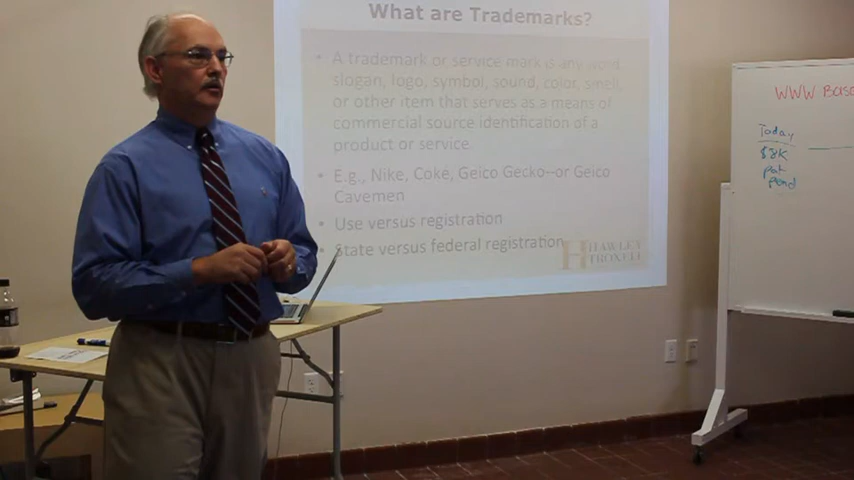 What are Trademarks?
• A trademark or service mark is any word,
slogan, logo, symbol, sound, color, smell,
or other item that serves as a means of
commercial source identification of a
product or service.
• E.g., Nike, Coke, Geico Gecko--or Geico
Cavemen
• Use versus registration
• State versus federal registration
H HAWLEY
TROXELL
WWW Base
Today
$8K
Pat
Pend